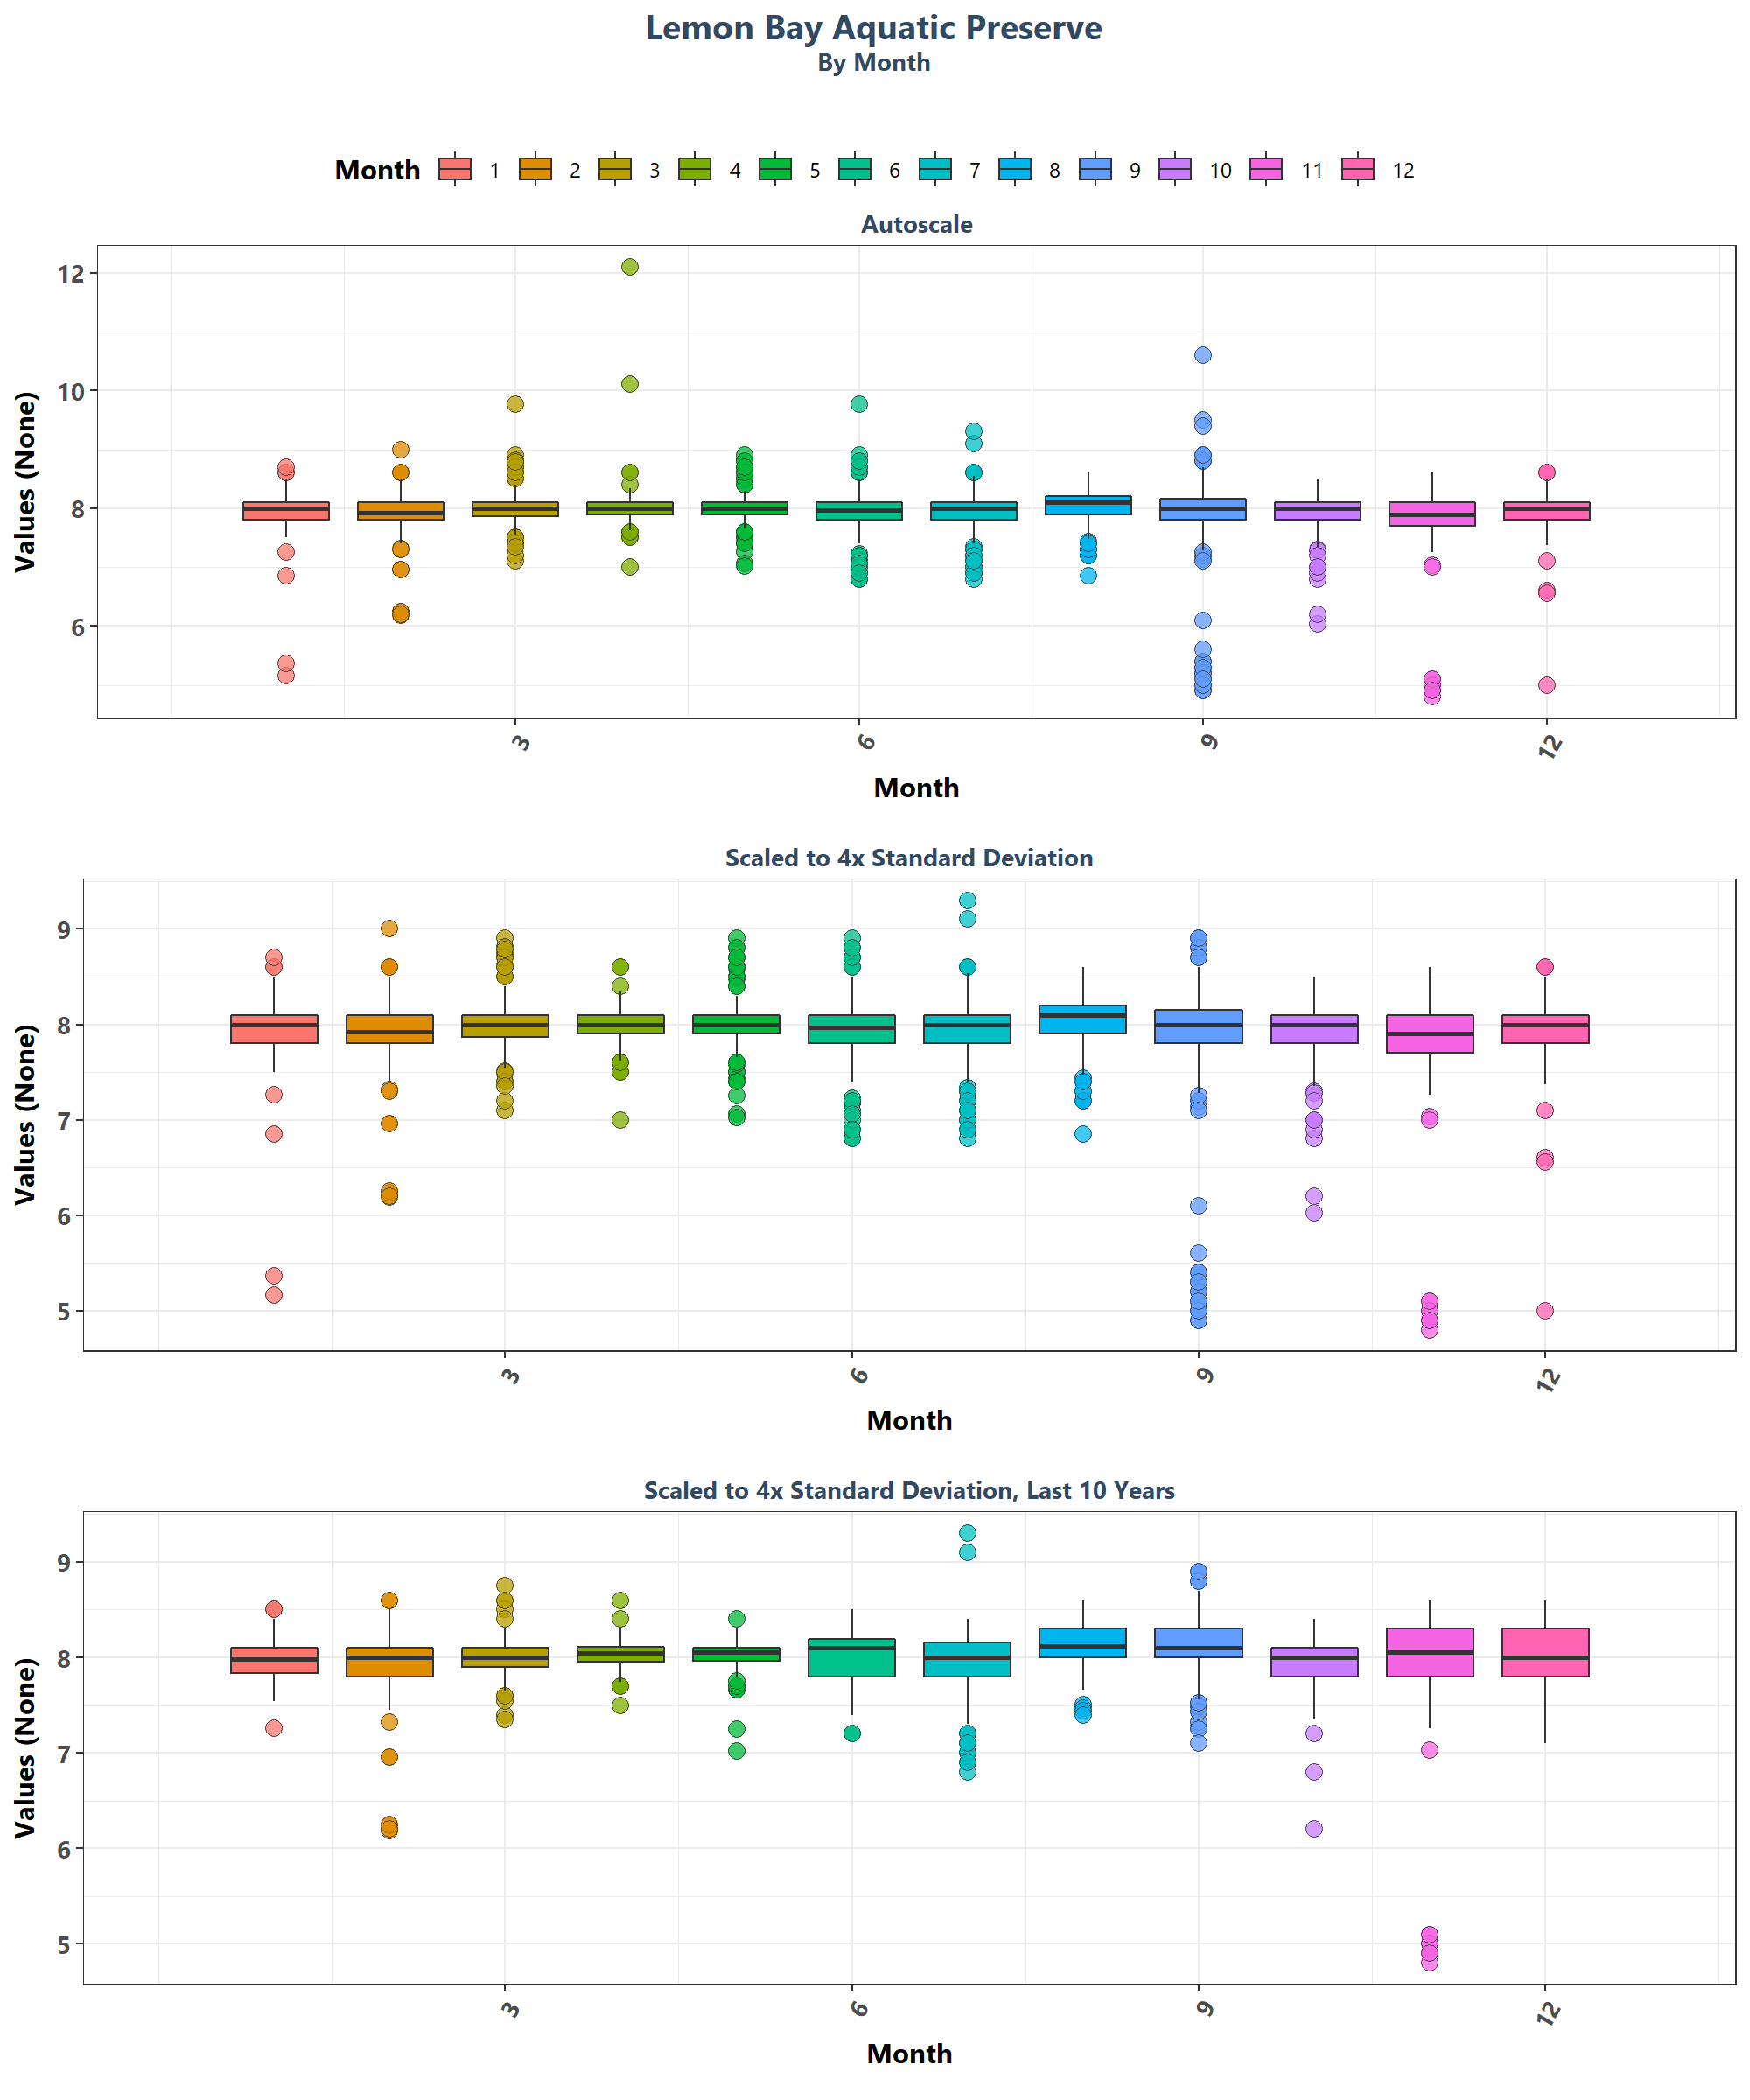 Lemon Bay Aquatic Preserve
By Month
Month 1 2 3 4 5 6 7 8 9 10 11 12
Autoscale
Values (None)
12
10
8
6
3 6 9 12
Month
Scaled to 4x Standard Deviation
Values (None)
9
8
7
6
5
3 6 9 12
Month
Scaled to 4x Standard Deviation, Last 10 Years
Values (None)
9
8
7
6
5
3 6 9 12
Month